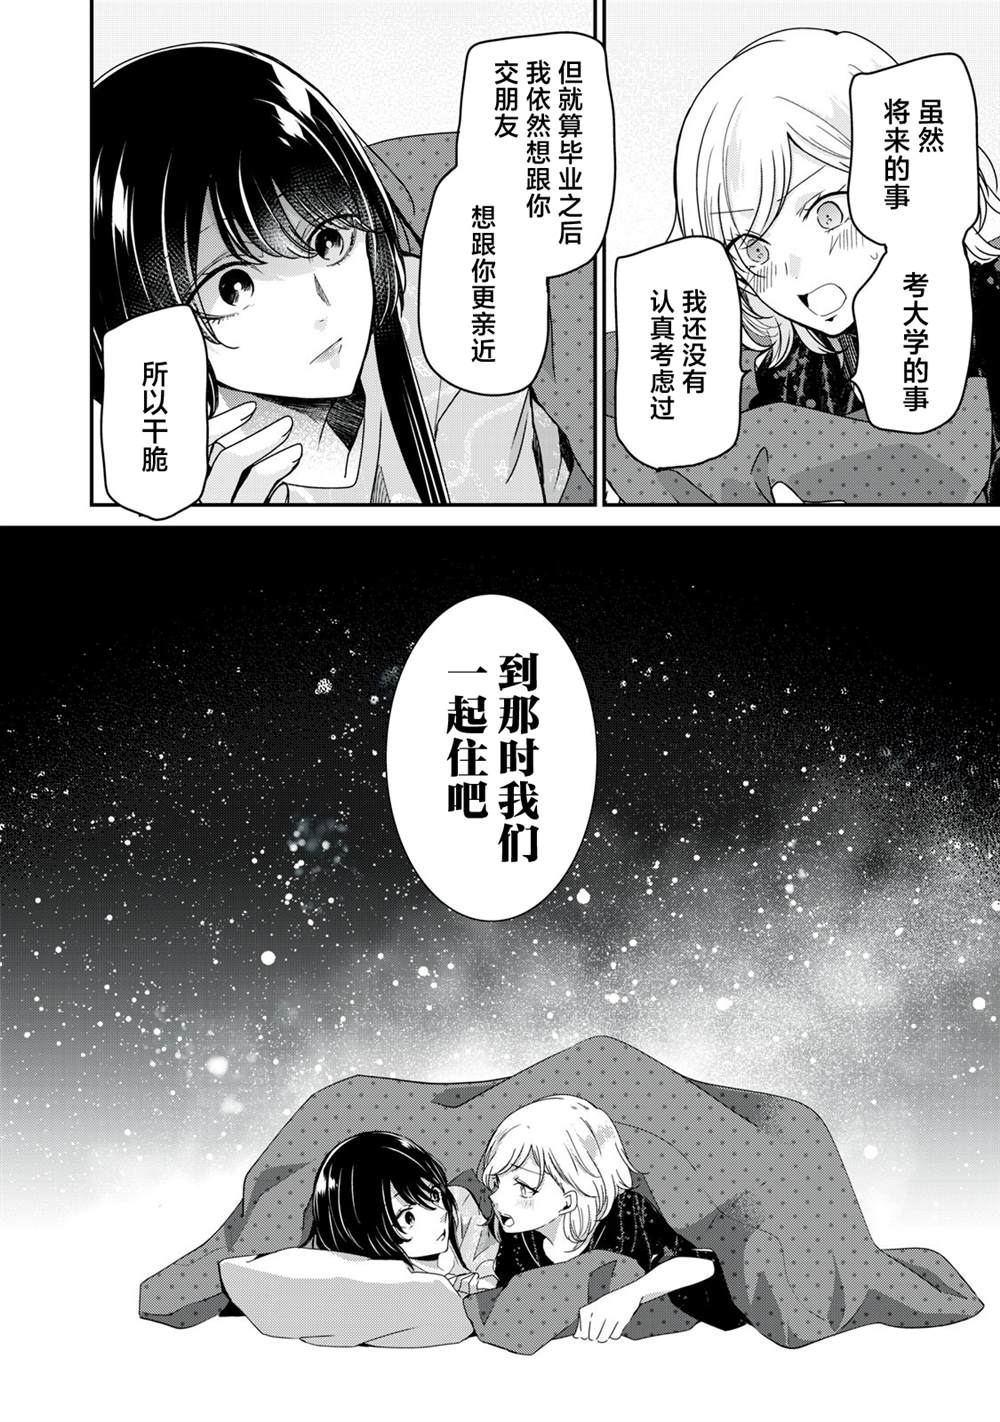 虽然
将来的事
考大学的事
我还没有
认真考虑过
但就算毕业之后
我依然想跟你
交朋友
想跟你更亲近
所以干脆
到那时我们
一起住吧